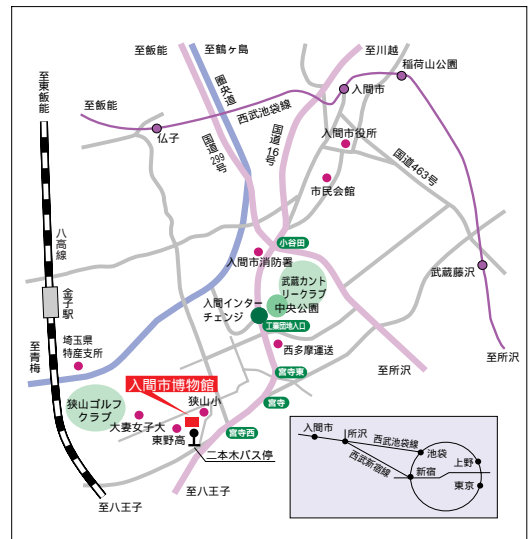 至飯能
至鶴ヶ島
至川越
稲荷山公園
至東飯能
圏央道
入間市
至飯能
西武池袋線
仏子
国道299号
国道16号
入間市役所
国道463号
市民会館
八高線
小谷田
入間市消防署
武蔵藤沢
武蔵カント
リークラブ
中央公園
金子駅
入間インター
チェンジ
工業団地入口
埼玉県
特産支所
西多摩運送
至青梅
至所沢
至所沢
宮寺東
入間市博物館
狭山ゴルフ
クラブ
狭山小
宮寺
大妻女子大
東野高
宮寺西
二本木バス停
至八王子
至八王子
入間市
所沢
西武池袋線
池袋
西武新宿線
上野
新宿
東京